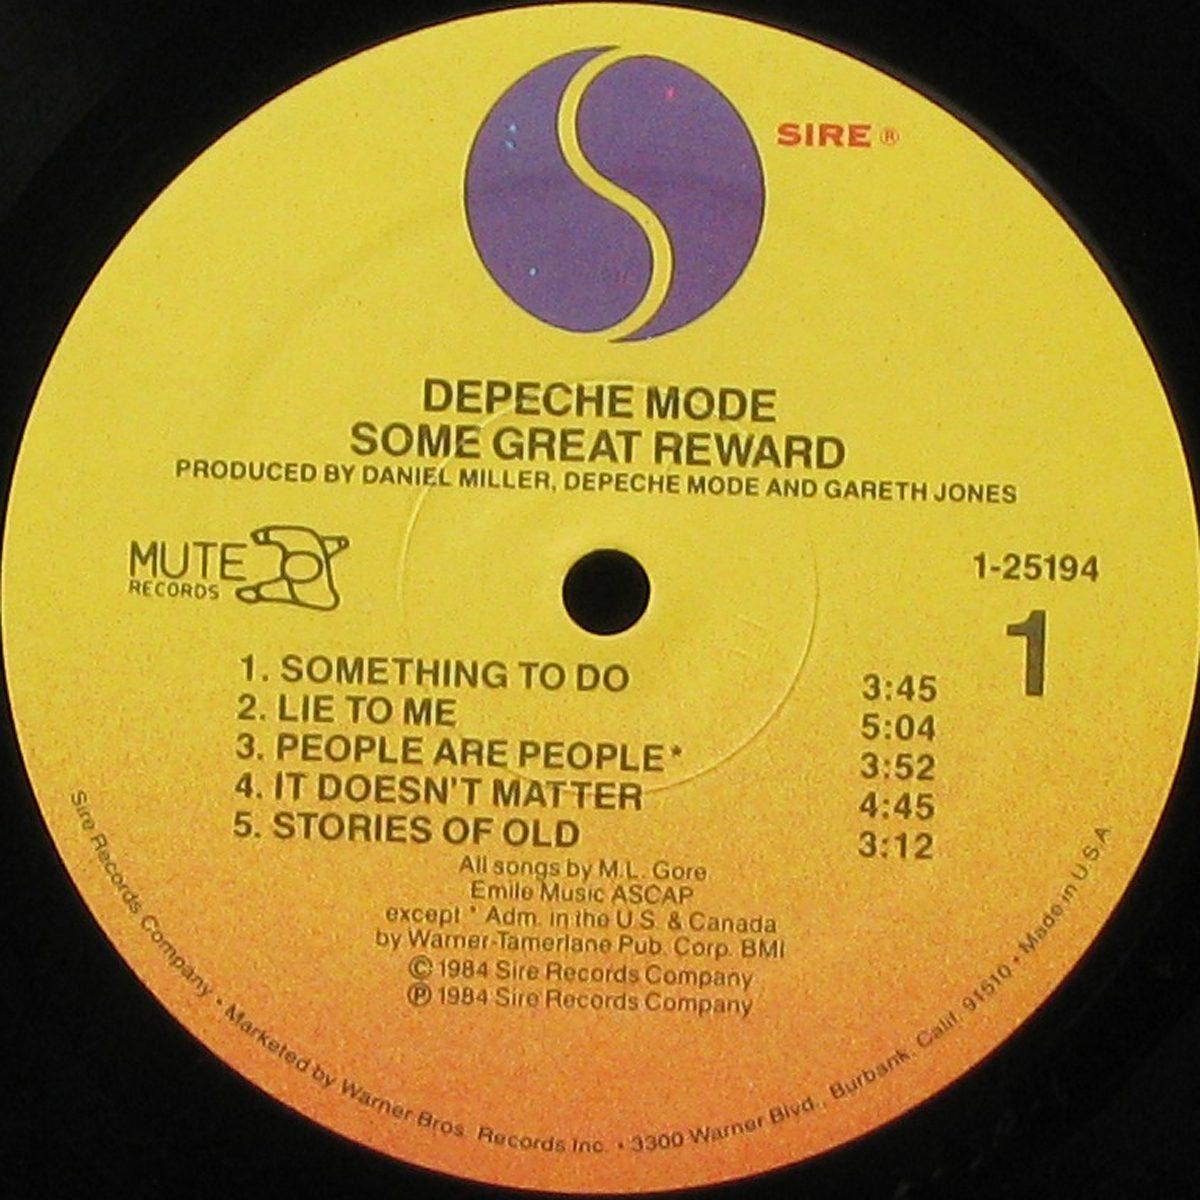 SIRE ®
DEPECHE MODE
SOME GREAT REWARD
PRODUCED BY DANIEL MILLER, DEPECHE MODE AND GARETH JONES
MUTE
RECORDS
1-25194
1
1. SOMETHING TO DO 3:45
2. LIE TO ME 5:04
3. PEOPLE ARE PEOPLE* 3:52
4. IT DOESN'T MATTER 4:45
5. STORIES OF OLD 3:12
All songs by M.L. Gore
Emile Music ASCAP
except * Adm. in the U.S. & Canada
by Warner-Tamerlane Pub. Corp. BMI
© 1984 Sire Records Company
℗ 1984 Sire Records Company
Sire Records Company • Marketed by Warner Bros. Records Inc. • 3300 Warner Blvd., Burbank, Calif. 91510 • Made in U.S.A.